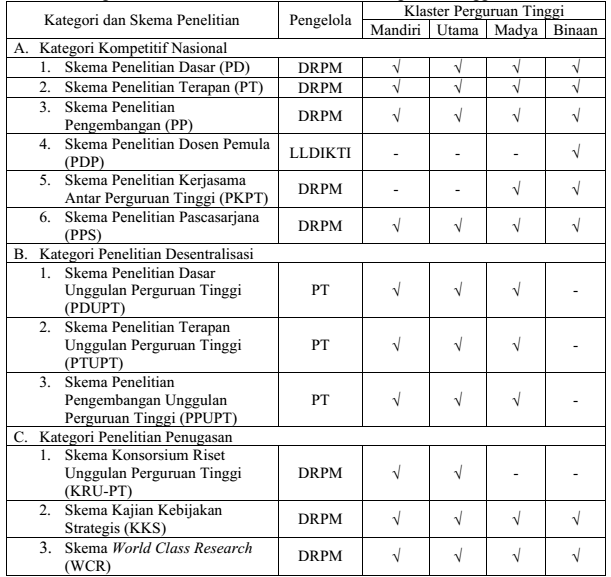 Kategori dan Skema Penelitian Pengelola Klaster Perguruan Tinggi
Mandiri Utama Madya Binaan
A. Kategori Kompetitif Nasional
1. Skema Penelitian Dasar (PD) DRPM √ √ √ √
2. Skema Penelitian Terapan (PT) DRPM √ √ √ √
3. Skema Penelitian
Pengembangan (PP) DRPM √ √ √ √
4. Skema Penelitian Dosen Pemula
(PDP) LLDIKTI - - - √
5. Skema Penelitian Kerjasama
Antar Perguruan Tinggi (PKPT) DRPM - - √ √
6. Skema Penelitian Pascasarjana
(PPS) DRPM √ √ √ √
B. Kategori Penelitian Desentralisasi
1. Skema Penelitian Dasar
Unggulan Perguruan Tinggi PT √ √ √ -
(PDUPT)
2. Skema Penelitian Terapan
Unggulan Perguruan Tinggi PT √ √ √ -
(PTUPT)
3. Skema Penelitian
Pengembangan Unggulan PT √ √ √ -
Perguruan Tinggi (PPUPT)
C. Kategori Penelitian Penugasan
1. Skema Konsorsium Riset
Unggulan Perguruan Tinggi DRPM √ √ - -
(KRU-PT)
2. Skema Kajian Kebijakan
Strategis (KKS) DRPM √ √ √ √
3. Skema World Class Research
(WCR) DRPM √ √ √ √